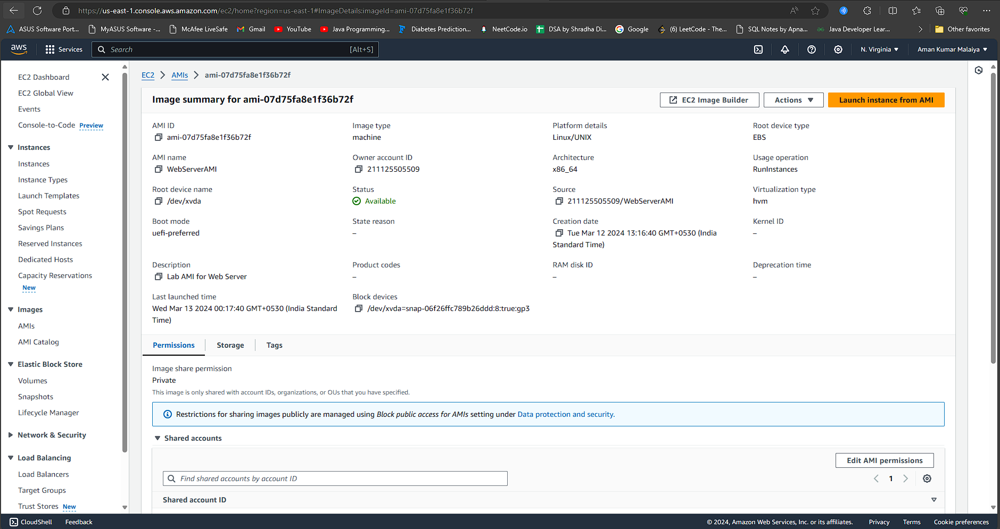 https://us-east-1.console.aws.amazon.com/ec2/home?region=us-east-1#ImageDetails:imageId=ami-07d75fa8e1f36b72f
ASUS Software Port... MyASUS Software -... McAfee LiveSafe Gmail YouTube Java Programming... Diabetes Prediction... NeetCode.io DSA by Shradha Di... Google (6) LeetCode - The... SQL Notes by Apna... Java Developer Lear... Other favorites
aws Services Search [Alt+S] N. Virginia Aman Kumar Malaiya
EC2 Dashboard
EC2 Global View
Events
Console-to-Code Preview
Instances
Instances
Instance Types
Launch Templates
Spot Requests
Savings Plans
Reserved Instances
Dedicated Hosts
Capacity Reservations
New
Images
AMIs
AMI Catalog
Elastic Block Store
Volumes
Snapshots
Lifecycle Manager
Network & Security
Load Balancing
Load Balancers
Target Groups
Trust Stores New
EC2 AMIs ami-07d75fa8e1f36b72f
Image summary for ami-07d75fa8e1f36b72f EC2 Image Builder Actions Launch instance from AMI
AMI ID Image type Platform details Root device type
ami-07d75fa8e1f36b72f machine Linux/UNIX EBS
AMI name Owner account ID Architecture Usage operation
WebServerAMI 211125505509 x86_64 RunInstances
Root device name Status Source Virtualization type
/dev/xvda Available 211125505509/WebServerAMI hvm
Boot mode State reason Creation date Kernel ID
uefi-preferred – Tue Mar 12 2024 13:16:40 GMT+0530 (India –
Standard Time)
Description Product codes RAM disk ID Deprecation time
Lab AMI for Web Server – – –
Last launched time Block devices
Wed Mar 13 2024 00:17:40 GMT+0530 (India Standard /dev/xvda=snap-06f26ffc789b26ddd:8:true:gp3
Time)
Permissions Storage Tags
Image share permission
Private
This image is only shared with account IDs, organizations, or OUs that you have specified.
Restrictions for sharing images publicly are managed using Block public access for AMIs setting under Data protection and security.
Shared accounts
Edit AMI permissions
Find shared accounts by account ID 1
Shared account ID
CloudShell Feedback © 2024, Amazon Web Services, Inc. or its affiliates. Privacy Terms Cookie preferences